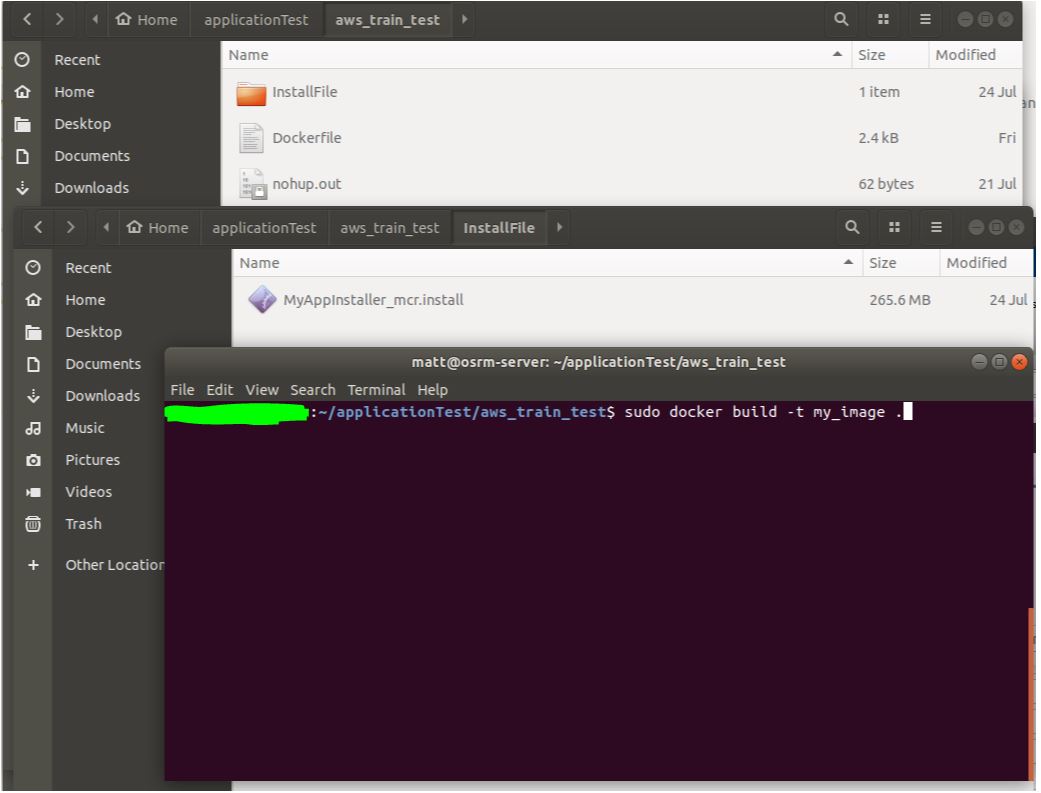 Home applicationTest aws_train_test
Name Size Modified
Recent
InstallFile 1 item 24 Jul
Home
Desktop
Dockerfile 2.4 kB Fri
Documents
Downloads
nohup.out 62 bytes 21 Jul
an
Home applicationTest aws_train_test InstallFile
Name Size Modified
Recent
Home
MyAppInstaller_mcr.install 265.6 MB 24 Jul
Desktop
Documents
Downloads
Music
Pictures
Videos
Trash
Other Location
matt@osrm-server: ~/applicationTest/aws_train_test
File Edit View Search Terminal Help
:~/applicationTest/aws_train_test$ sudo docker build -t my_image .